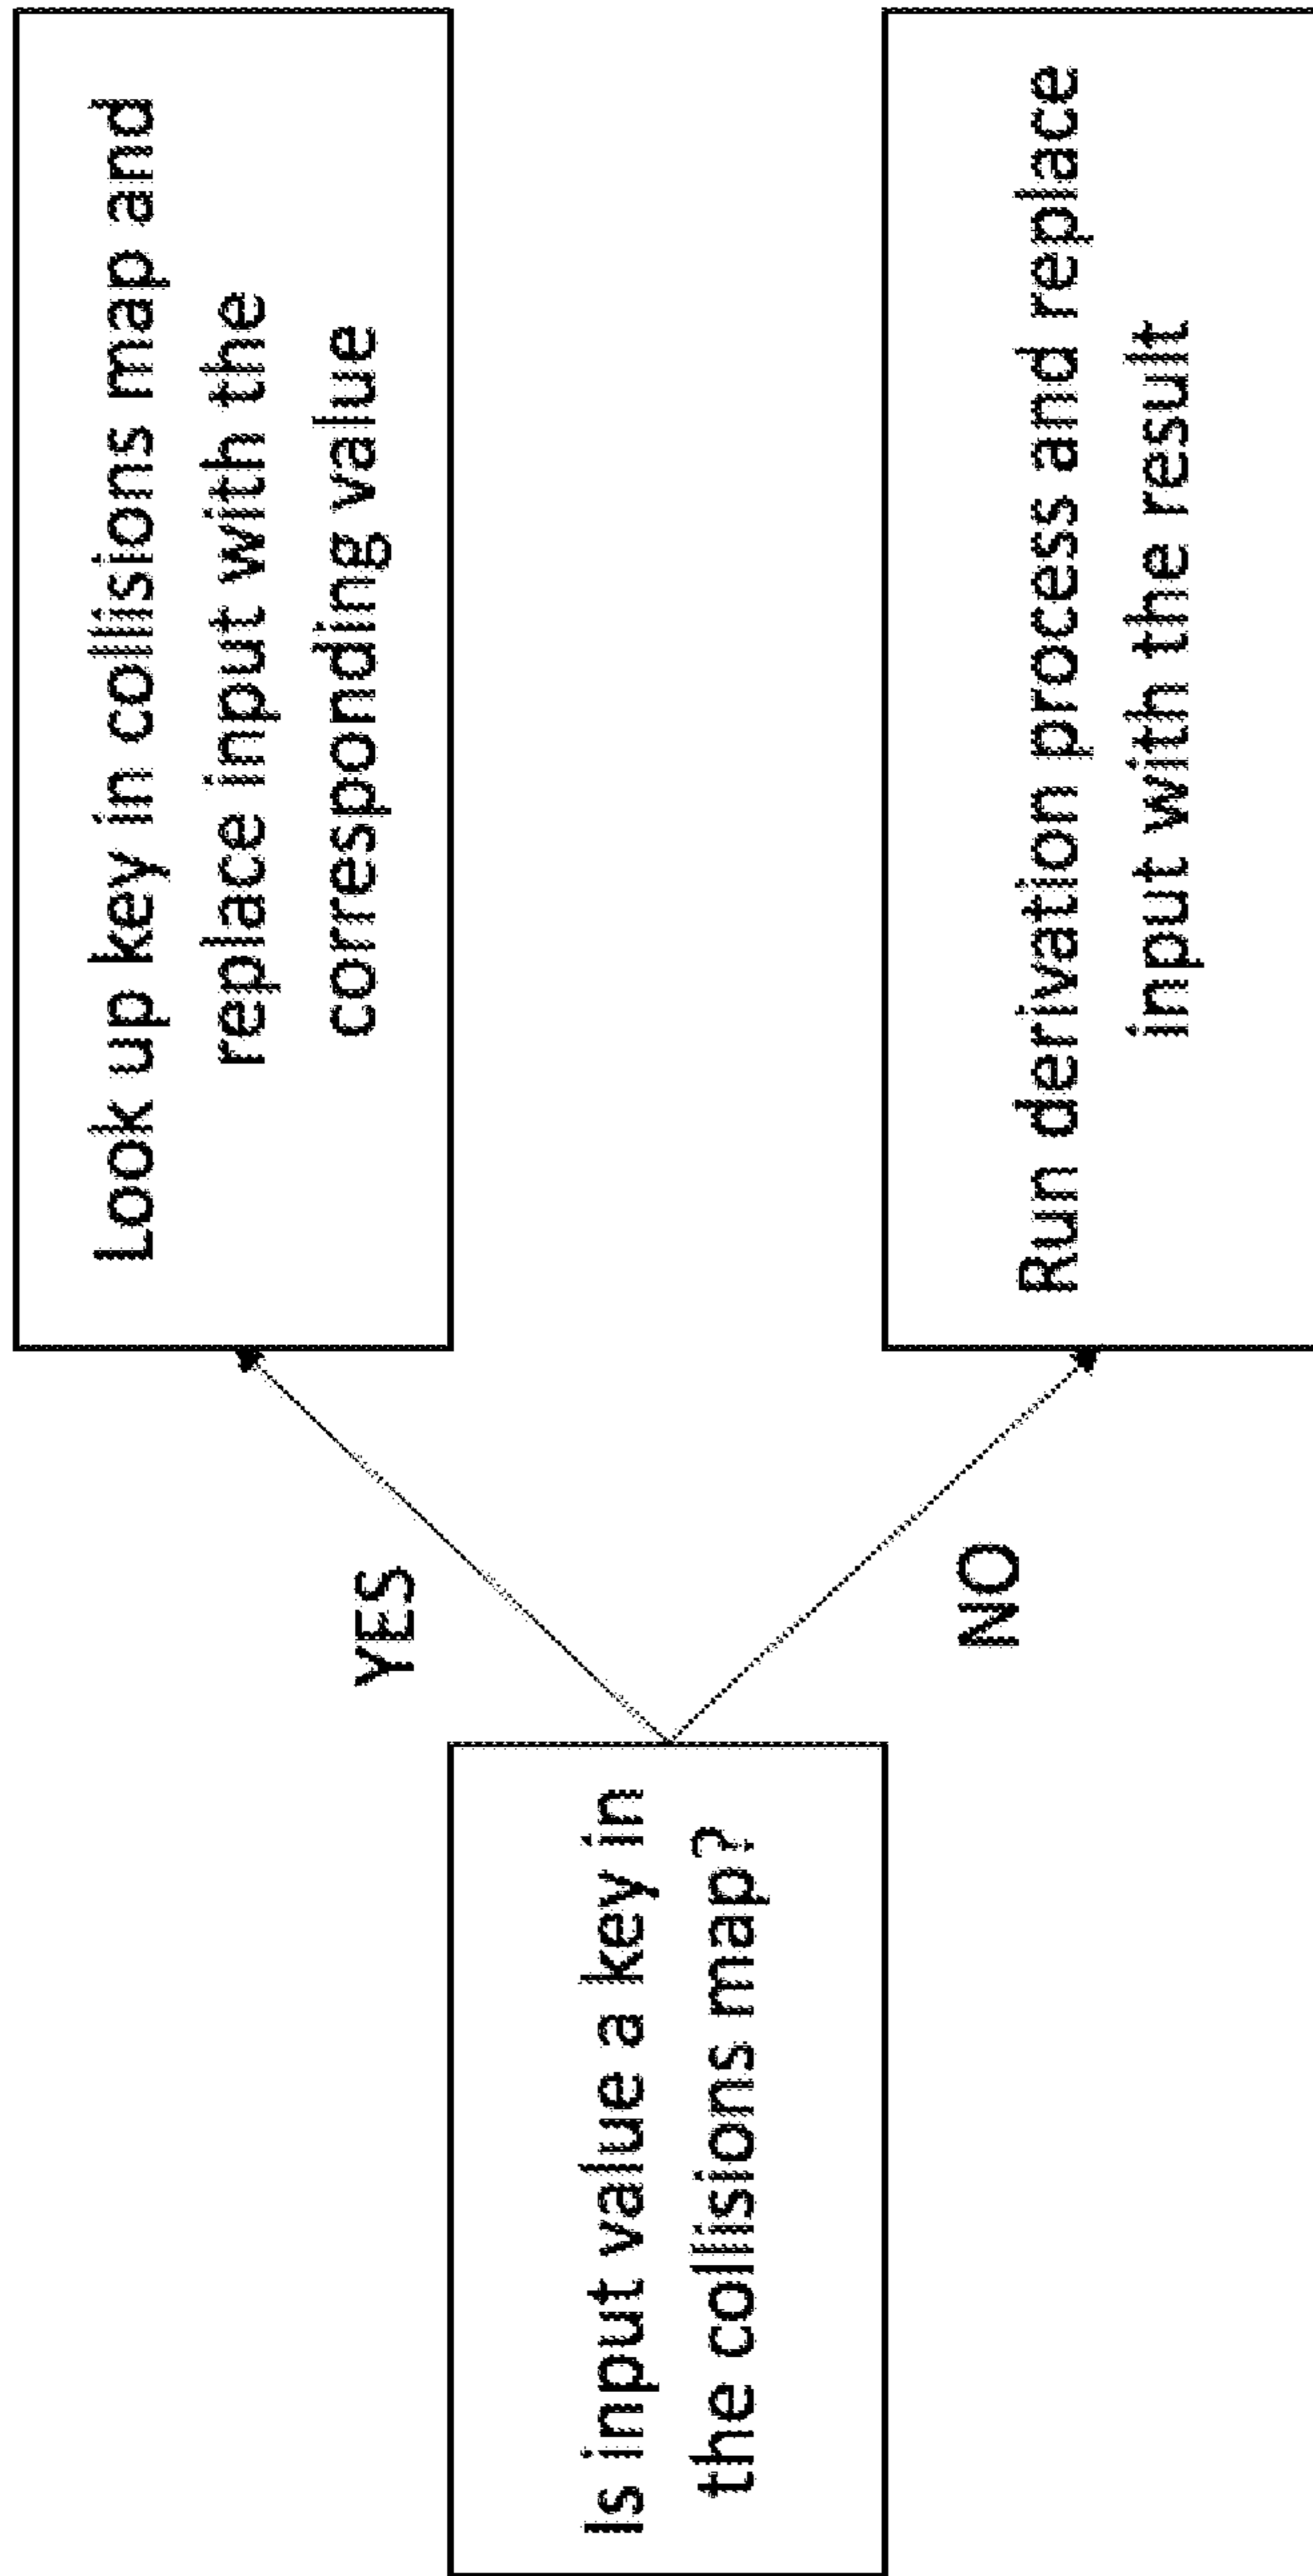 Is input value a key in
the collisions map?
YES
Look up key in collisions map and
replace input with the
corresponding value
NO
Run derivation process and replace
input with the result